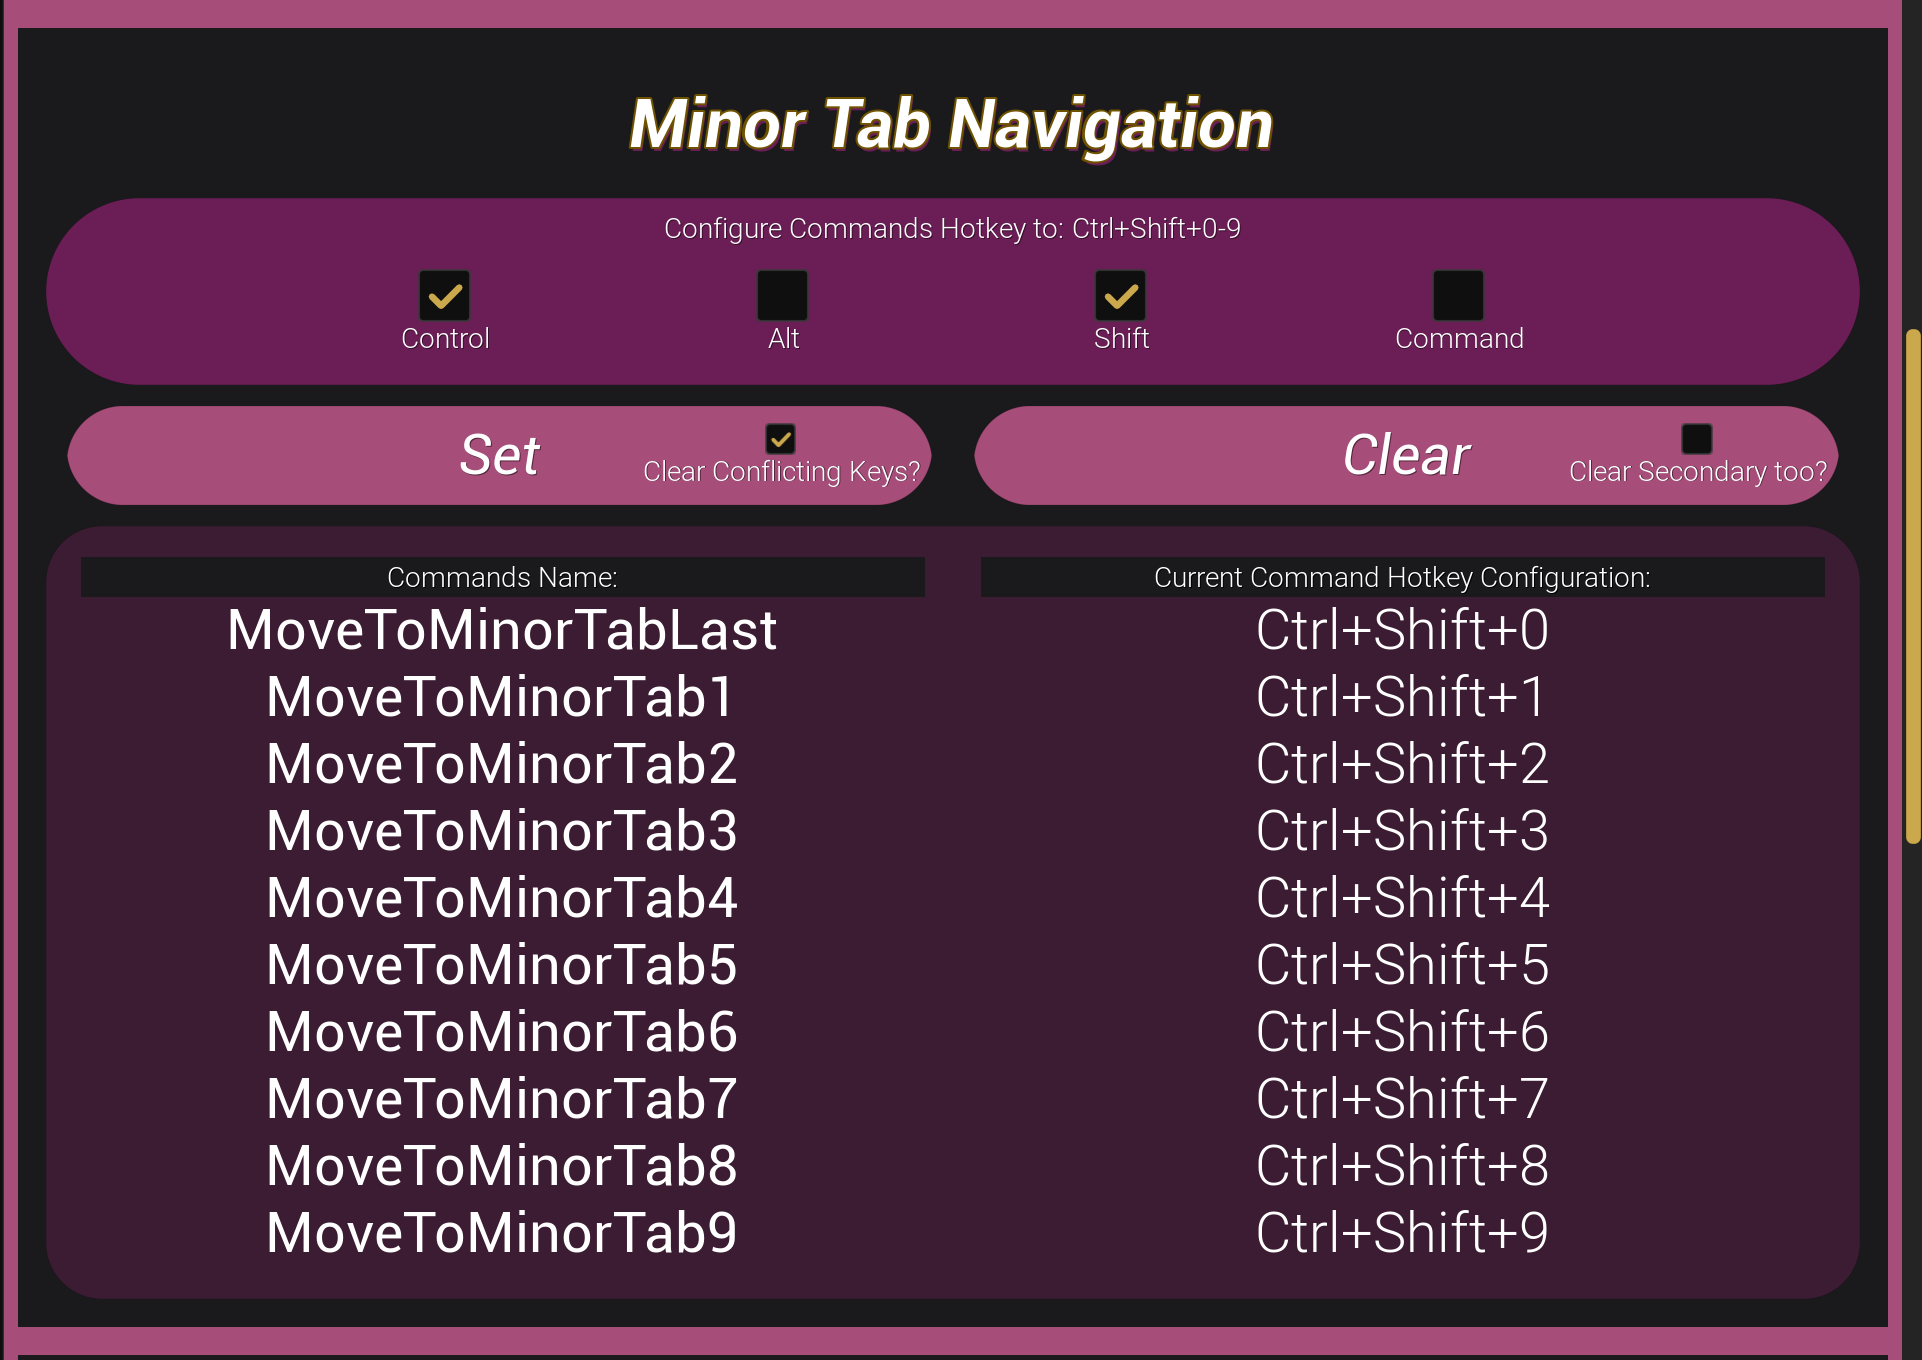 Minor Tab Navigation
Configure Commands Hotkey to: Ctrl+Shift+0-9
Control Alt Shift Command
Set Clear Conflicting Keys? Clear Clear Secondary too?
Commands Name: Current Command Hotkey Configuration:
MoveToMinorTabLast Ctrl+Shift+0
MoveToMinorTab1 Ctrl+Shift+1
MoveToMinorTab2 Ctrl+Shift+2
MoveToMinorTab3 Ctrl+Shift+3
MoveToMinorTab4 Ctrl+Shift+4
MoveToMinorTab5 Ctrl+Shift+5
MoveToMinorTab6 Ctrl+Shift+6
MoveToMinorTab7 Ctrl+Shift+7
MoveToMinorTab8 Ctrl+Shift+8
MoveToMinorTab9 Ctrl+Shift+9